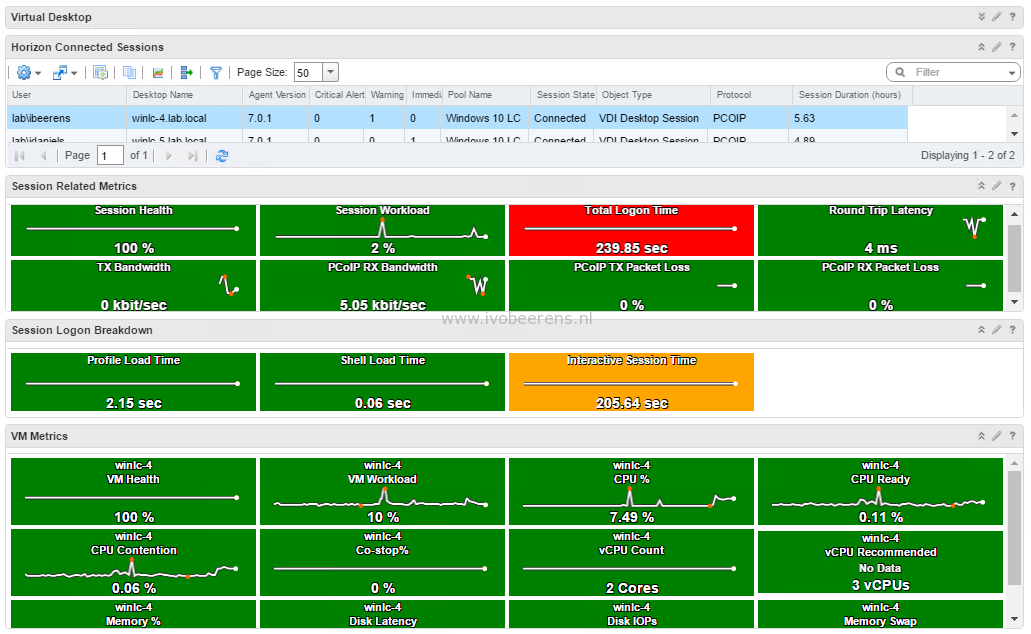 Virtual Desktop
Horizon Connected Sessions
Page Size: 50 Filter
User Desktop Name Agent Version Critical Alert Warning Immedi Pool Name Session State Object Type Protocol Session Duration (hours)
lab\ibeerens winlc-4.lab.local 7.0.1 0 1 0 Windows 10 LC Connected VDI Desktop Session PCOIP 5.63
lab\jdaniels winlc-5.lab.local 7.0.1 0 0 1 Windows 10 LC Connected VDI Desktop Session PCOIP 4.89
Page 1 of 1 Displaying 1 - 2 of 2
Session Related Metrics
Session Health Session Workload Total Logon Time Round Trip Latency
100 % 2 % 239.85 sec 4 ms
TX Bandwidth PCoIP RX Bandwidth PCoIP TX Packet Loss PCoIP RX Packet Loss
0 kbit/sec 5.05 kbit/sec 0 % 0 %
www.ivobeerens.nl
Session Logon Breakdown
Profile Load Time Shell Load Time Interactive Session Time
2.15 sec 0.06 sec 205.64 sec
VM Metrics
winlc-4 winlc-4 winlc-4 winlc-4
VM Health VM Workload CPU % CPU Ready
100 % 10 % 7.49 % 0.11 %
winlc-4 winlc-4 winlc-4 winlc-4
CPU Contention Co-stop% vCPU Count vCPU Recommended
No Data
0.06 % 0 % 2 Cores 3 vCPUs
winlc-4 winlc-4 winlc-4 winlc-4
Memory % Disk Latency Disk IOPs Memory Swap